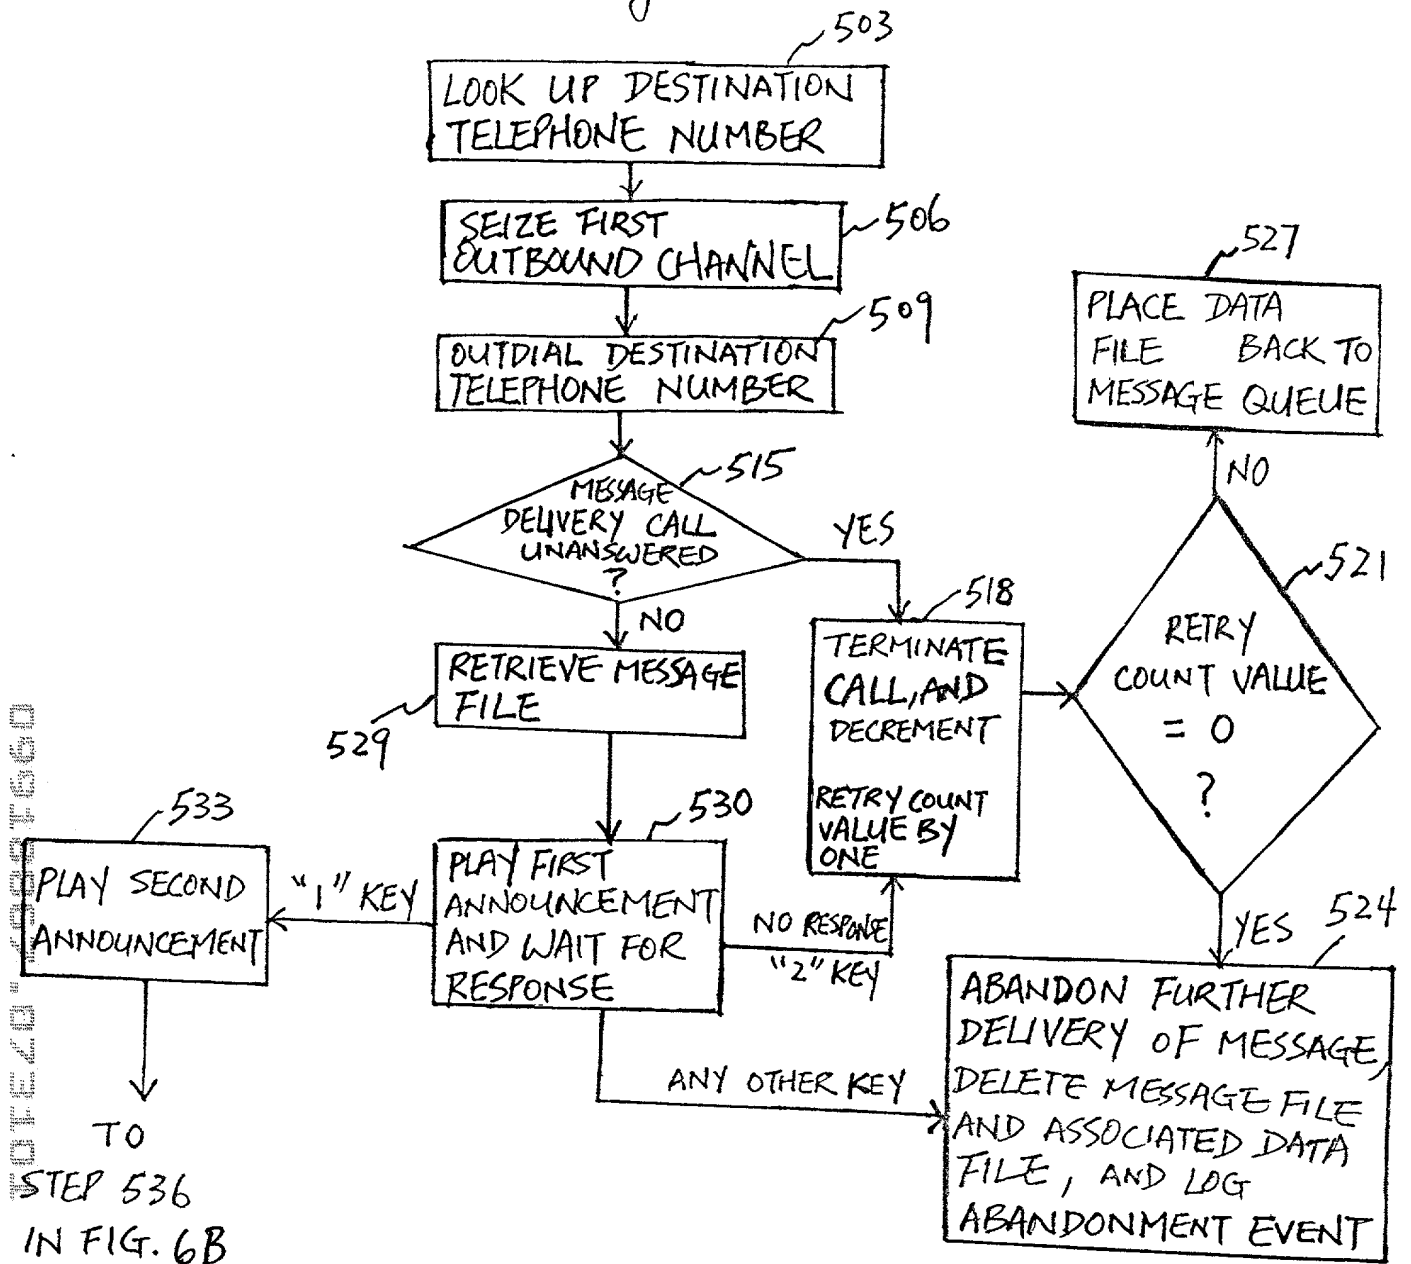 503
LOOK UP DESTINATION
TELEPHONE NUMBER
SEIZE FIRST
OUTBOUND CHANNEL
506
OUTDIAL DESTINATION
TELEPHONE NUMBER
509
MESSAGE
DELIVERY CALL
UNANSWERED
?
515
YES
NO
RETRIEVE MESSAGE
FILE
529
518
TERMINATE
CALL, AND
DECREMENT
RETRY COUNT
VALUE BY
ONE
527
PLACE DATA
FILE BACK TO
MESSAGE QUEUE
NO
521
RETRY
COUNT VALUE
= 0
?
YES
524
ABANDON FURTHER
DELIVERY OF MESSAGE,
DELETE MESSAGE FILE
AND ASSOCIATED DATA
FILE, AND LOG
ABANDONMENT EVENT
530
PLAY FIRST
ANNOUNCEMENT
AND WAIT FOR
RESPONSE
NO RESPONSE
"2" KEY
ANY OTHER KEY
"1" KEY
533
PLAY SECOND
ANNOUNCEMENT
TO
STEP 536
IN FIG. 6B